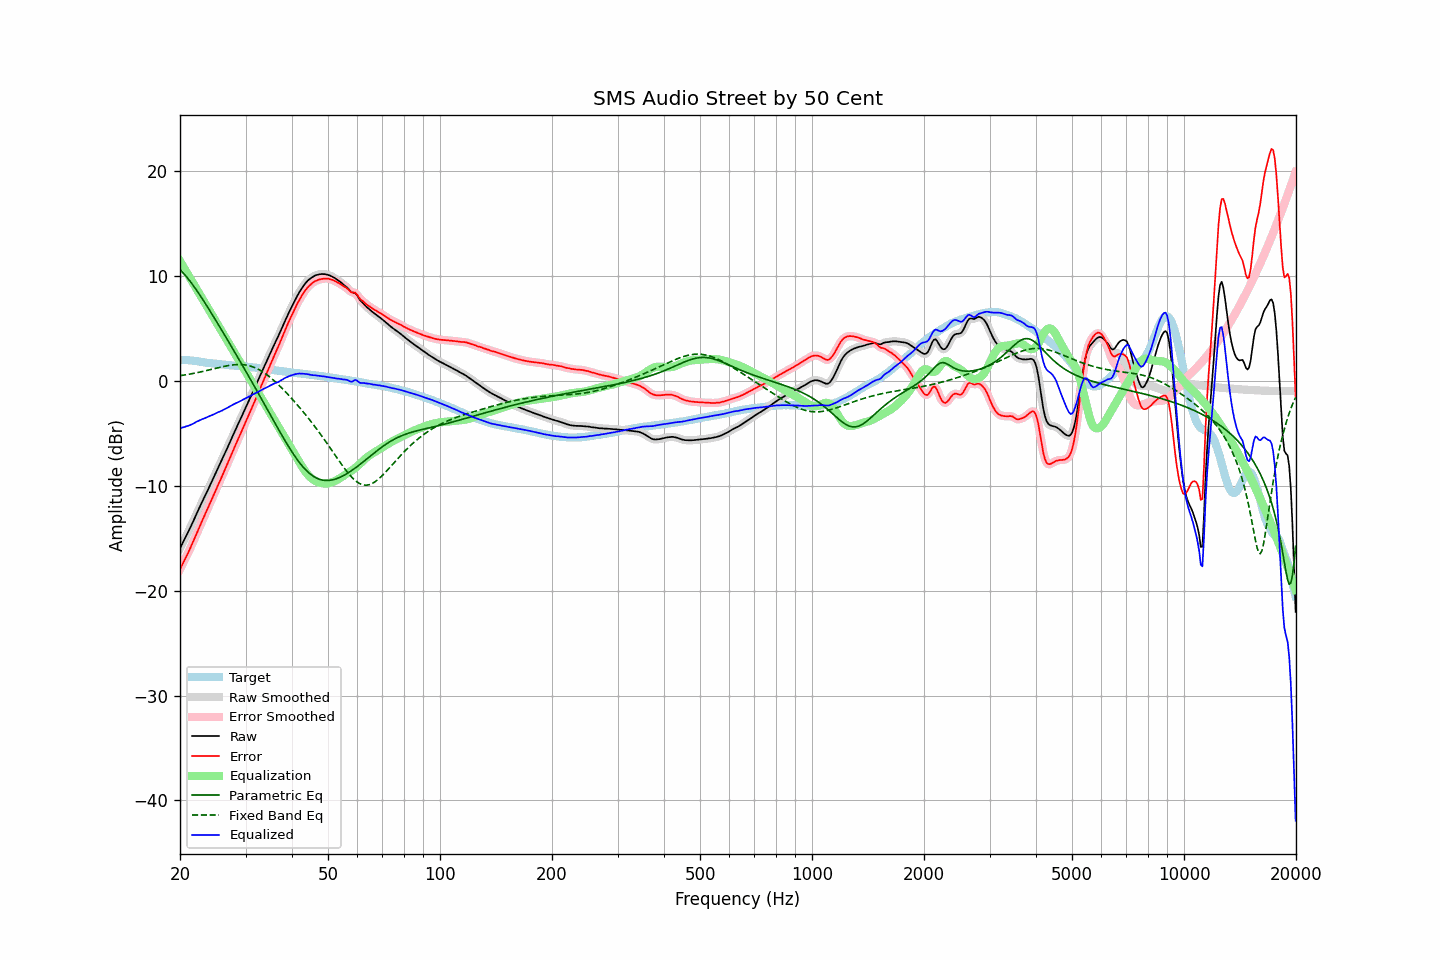 SMS Audio Street by 50 Cent
Amplitude (dBr)
20
10
0
−10
−20
−30
−40
Target
Raw Smoothed
Error Smoothed
Raw
Error
Equalization
Parametric Eq
Fixed Band Eq
Equalized
20 50 100 200 500 1000 2000 5000 10000 20000
Frequency (Hz)